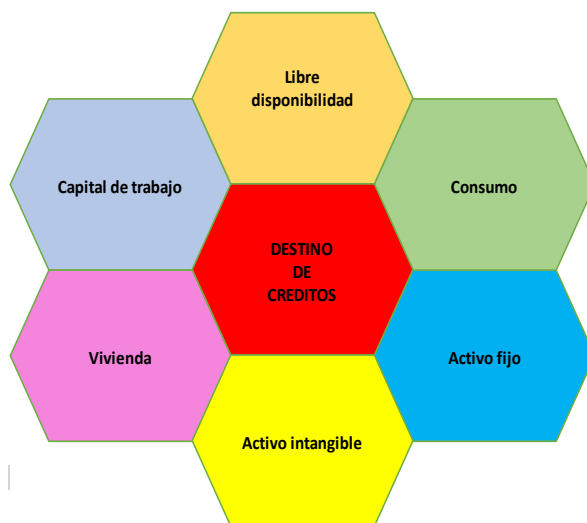 Libre
disponibilidad
Capital de trabajo
Consumo
DESTINO
DE
CREDITOS
Vivienda
Activo fijo
Activo intangible